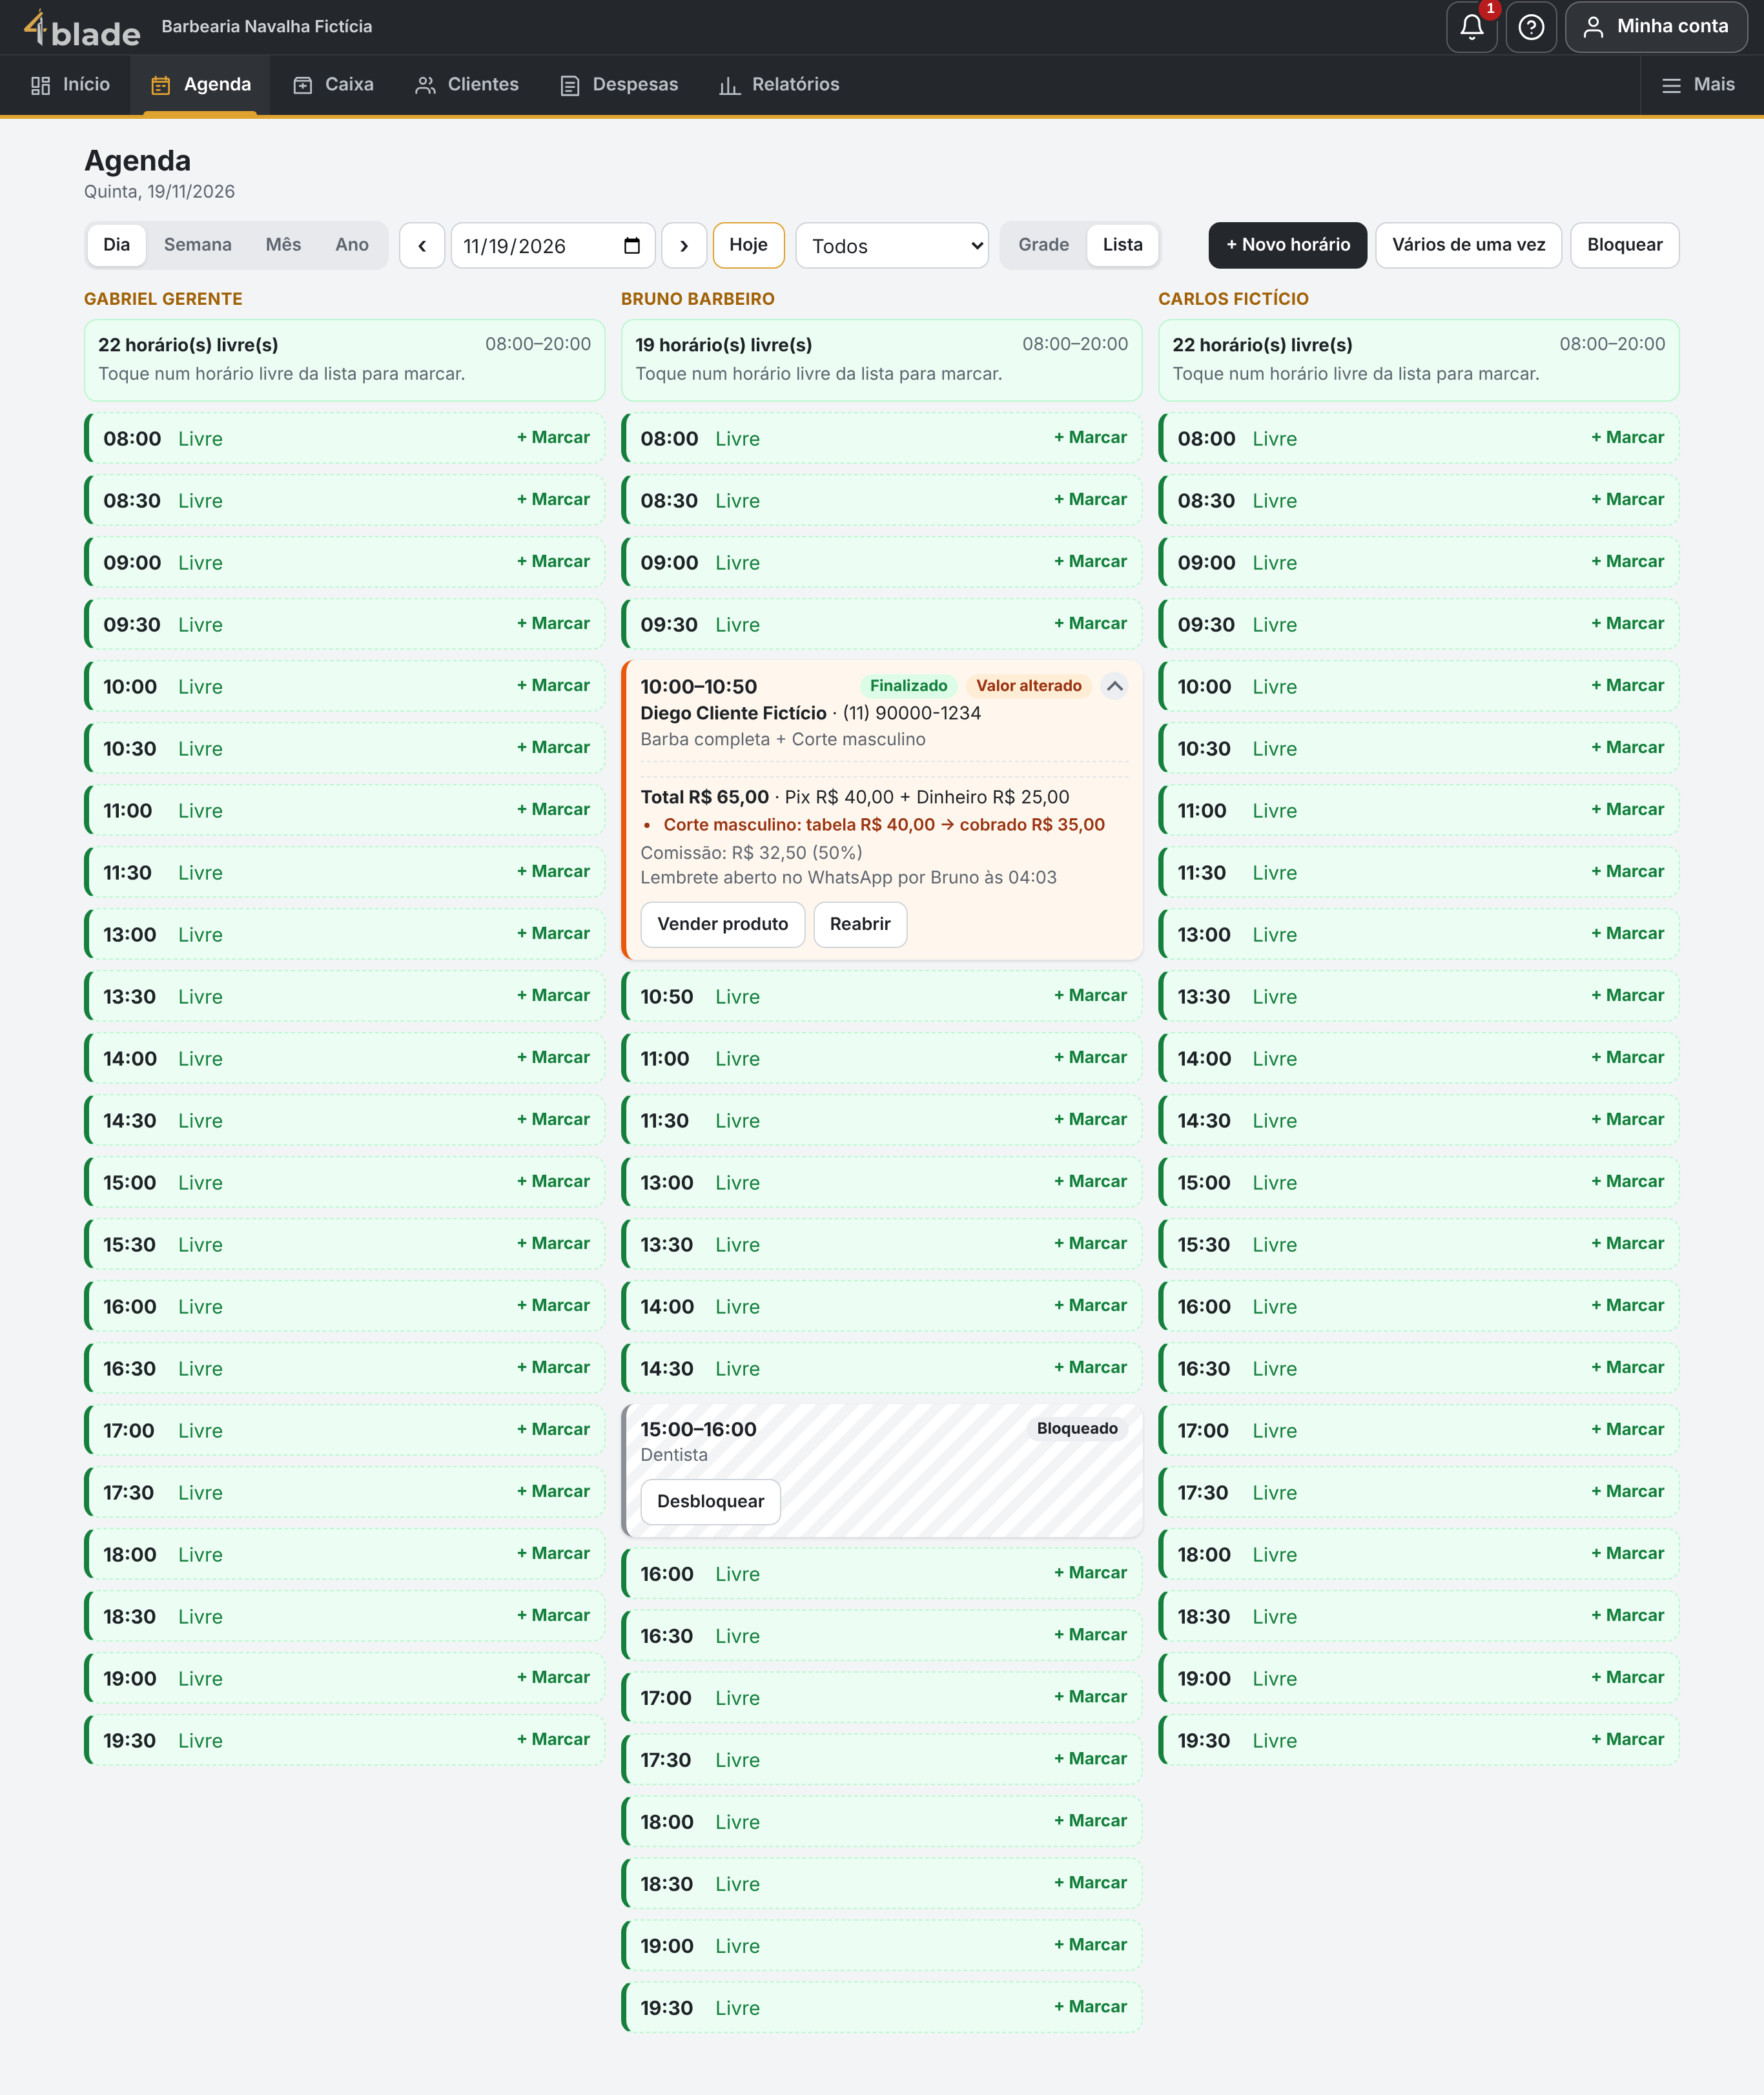 4blade Barbearia Navalha Fictícia 1 Minha conta
Início Agenda Caixa Clientes Despesas Relatórios Mais
Agenda
Quinta, 19/11/2026
Dia Semana Mês Ano ‹ 11/19/2026 › Hoje Todos Grade Lista + Novo horário Vários de uma vez Bloquear
GABRIEL GERENTE
22 horário(s) livre(s) 08:00–20:00
Toque num horário livre da lista para marcar.
08:00 Livre + Marcar
08:30 Livre + Marcar
09:00 Livre + Marcar
09:30 Livre + Marcar
10:00 Livre + Marcar
10:30 Livre + Marcar
11:00 Livre + Marcar
11:30 Livre + Marcar
13:00 Livre + Marcar
13:30 Livre + Marcar
14:00 Livre + Marcar
14:30 Livre + Marcar
15:00 Livre + Marcar
15:30 Livre + Marcar
16:00 Livre + Marcar
16:30 Livre + Marcar
17:00 Livre + Marcar
17:30 Livre + Marcar
18:00 Livre + Marcar
18:30 Livre + Marcar
19:00 Livre + Marcar
19:30 Livre + Marcar
BRUNO BARBEIRO
19 horário(s) livre(s) 08:00–20:00
Toque num horário livre da lista para marcar.
08:00 Livre + Marcar
08:30 Livre + Marcar
09:00 Livre + Marcar
09:30 Livre + Marcar
10:00–10:50 Finalizado Valor alterado
Diego Cliente Fictício · (11) 90000-1234
Barba completa + Corte masculino
Total R$ 65,00 · Pix R$ 40,00 + Dinheiro R$ 25,00
• Corte masculino: tabela R$ 40,00 → cobrado R$ 35,00
Comissão: R$ 32,50 (50%)
Lembrete aberto no WhatsApp por Bruno às 04:03
Vender produto Reabrir
10:50 Livre + Marcar
11:00 Livre + Marcar
11:30 Livre + Marcar
13:00 Livre + Marcar
13:30 Livre + Marcar
14:00 Livre + Marcar
14:30 Livre + Marcar
15:00–16:00 Bloqueado
Dentista
Desbloquear
16:00 Livre + Marcar
16:30 Livre + Marcar
17:00 Livre + Marcar
17:30 Livre + Marcar
18:00 Livre + Marcar
18:30 Livre + Marcar
19:00 Livre + Marcar
19:30 Livre + Marcar
CARLOS FICTÍCIO
22 horário(s) livre(s) 08:00–20:00
Toque num horário livre da lista para marcar.
08:00 Livre + Marcar
08:30 Livre + Marcar
09:00 Livre + Marcar
09:30 Livre + Marcar
10:00 Livre + Marcar
10:30 Livre + Marcar
11:00 Livre + Marcar
11:30 Livre + Marcar
13:00 Livre + Marcar
13:30 Livre + Marcar
14:00 Livre + Marcar
14:30 Livre + Marcar
15:00 Livre + Marcar
15:30 Livre + Marcar
16:00 Livre + Marcar
16:30 Livre + Marcar
17:00 Livre + Marcar
17:30 Livre + Marcar
18:00 Livre + Marcar
18:30 Livre + Marcar
19:00 Livre + Marcar
19:30 Livre + Marcar